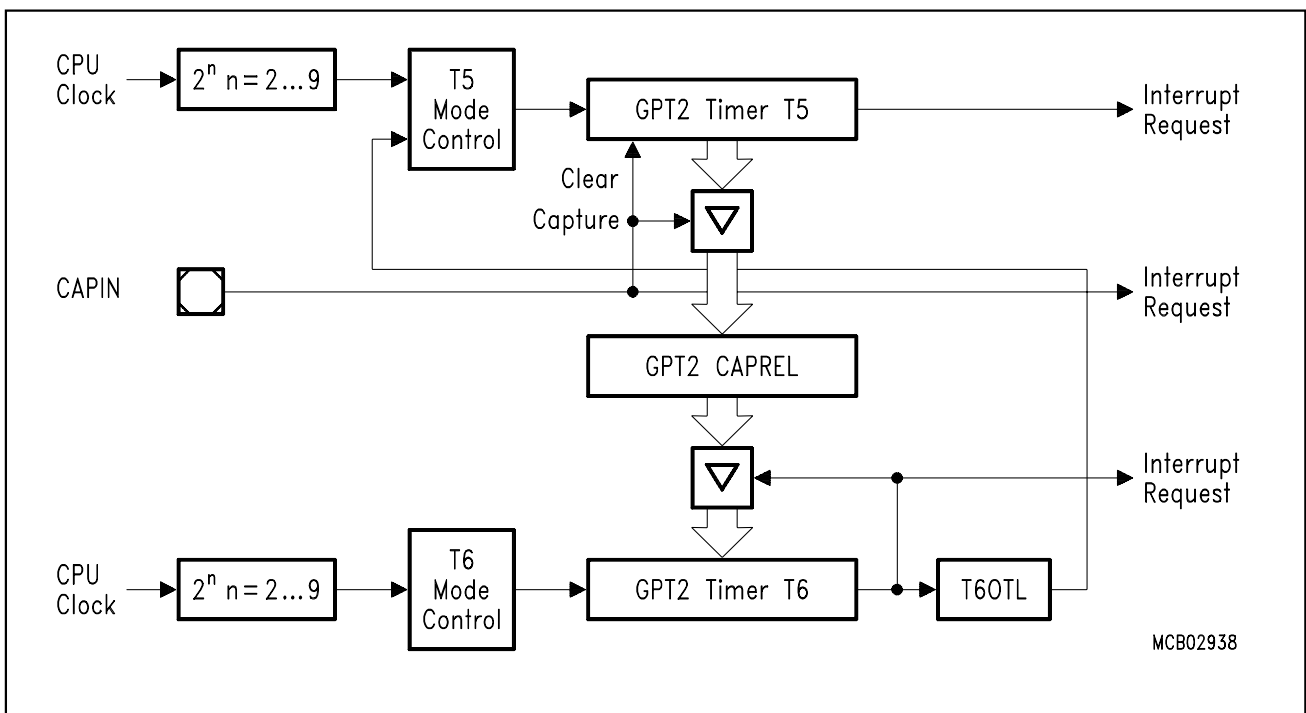 CPU
Clock
2ⁿ n=2...9
T5
Mode
Control
GPT2 Timer T5
Interrupt
Request
Clear
Capture
CAPIN
Interrupt
Request
GPT2 CAPREL
Interrupt
Request
CPU
Clock
2ⁿ n=2...9
T6
Mode
Control
GPT2 Timer T6
T6OTL
MCB02938